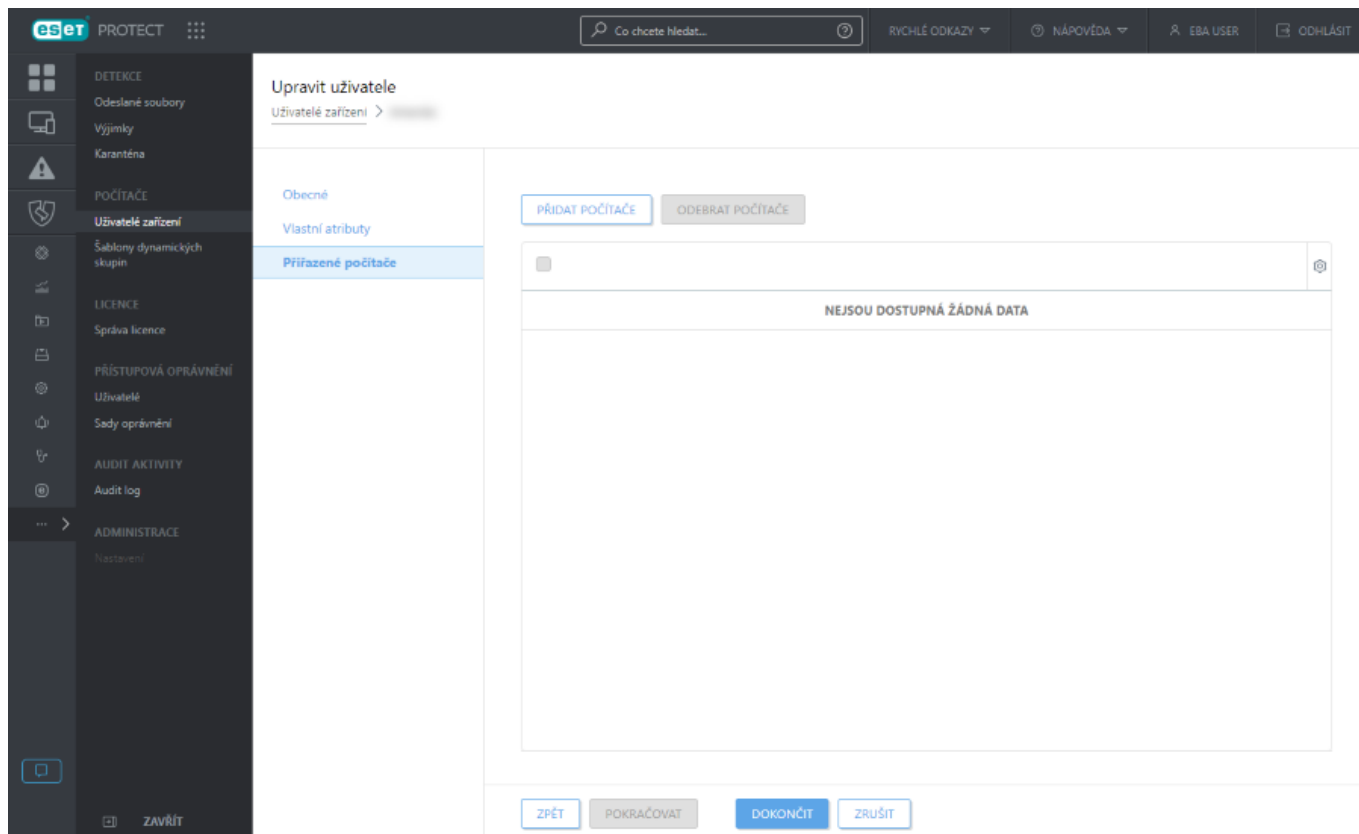 eset PROTECT
Co chcete hledat...
RYCHLÉ ODKAZY
NÁPOVĚDA
EBA USER
ODHLÁSIT
DETEKCE
Odeslané soubory
Výjimky
Karanténa
POČÍTAČE
Uživatelé zařízení
Šablony dynamických
skupin
LICENCE
Správa licence
PŘÍSTUPOVÁ OPRÁVNĚNÍ
Uživatelé
Sady oprávnění
AUDIT AKTIVITY
Audit log
ADMINISTRACE
Nastavení
ZAVŘÍT
Upravit uživatele
Uživatelé zařízení >
Obecné
Vlastní atributy
Přiřazené počítače
PŘIDAT POČÍTAČE
ODEBRAT POČÍTAČE
NEJSOU DOSTUPNÁ ŽÁDNÁ DATA
ZPĚT
POKRAČOVAT
DOKONČIT
ZRUŠIT